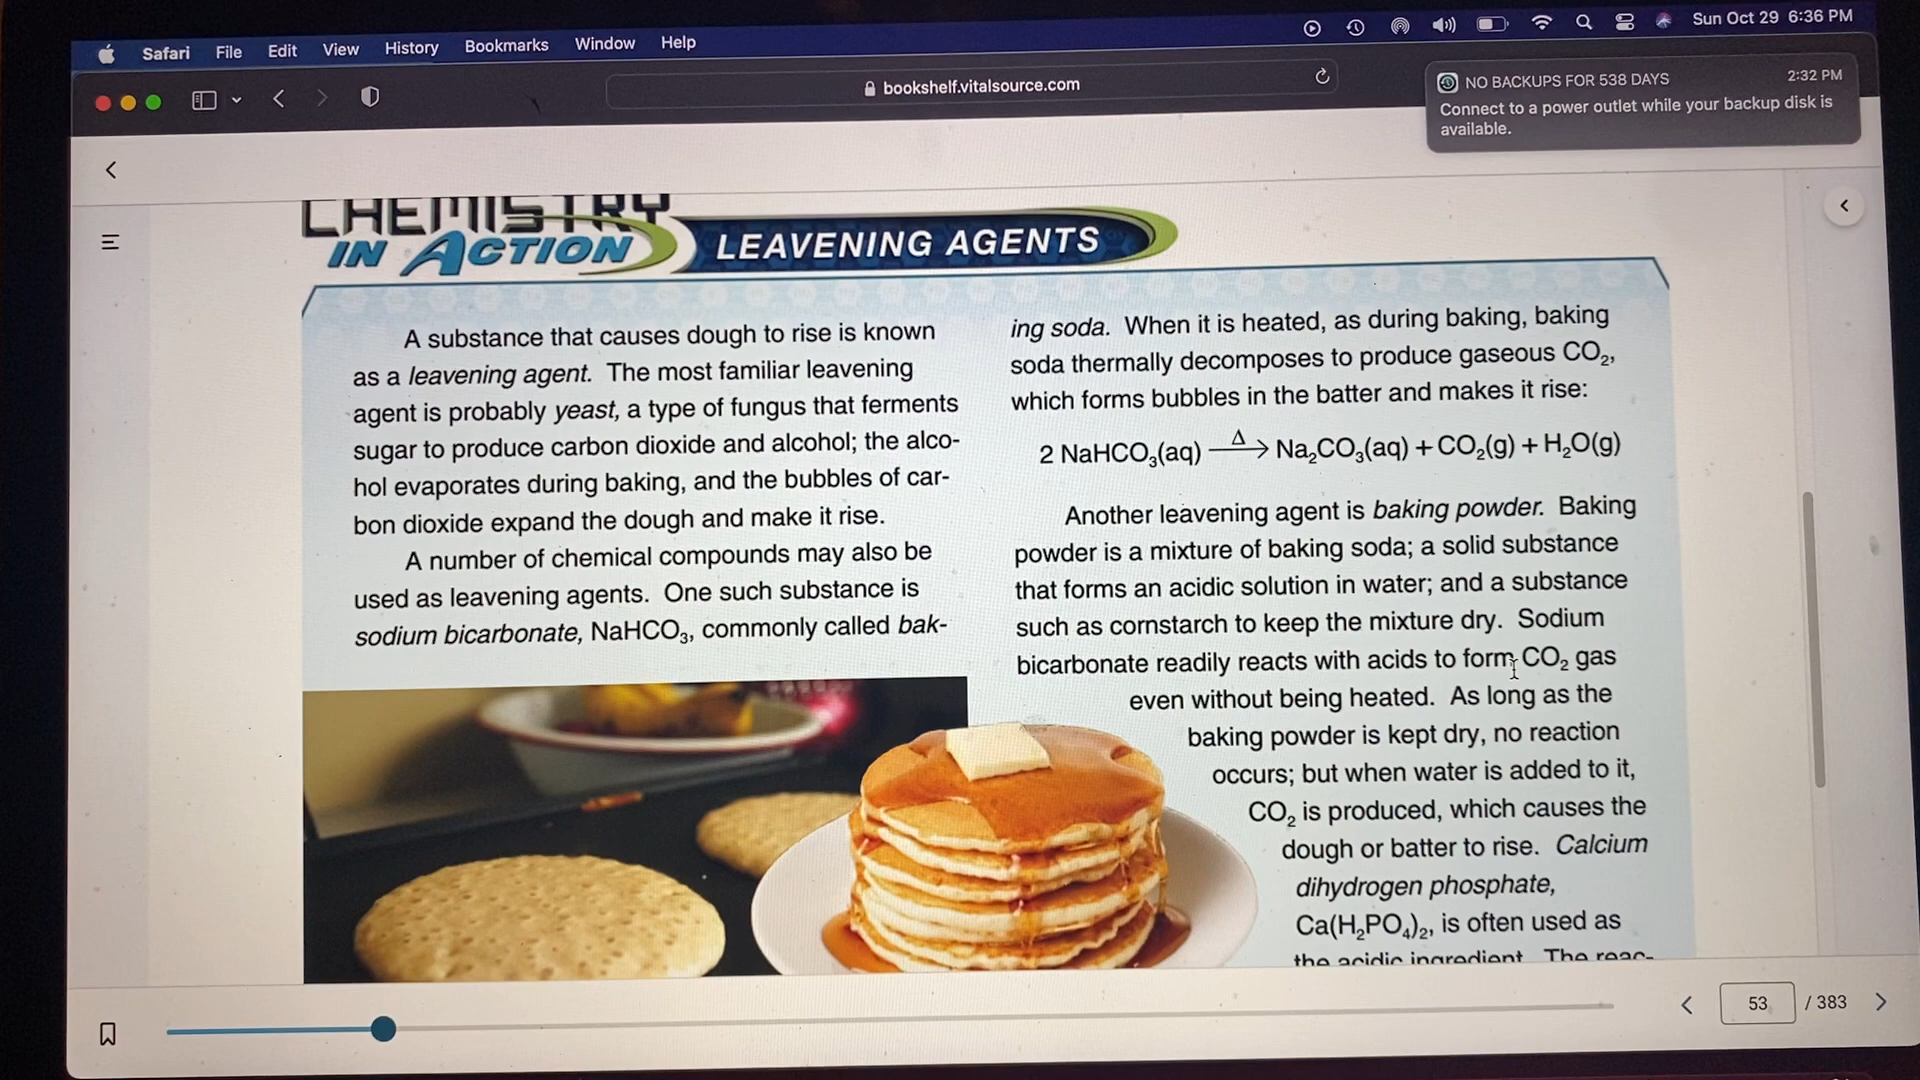 Safari File Edit View History Bookmarks Window Help
Sun Oct 29 6:36 PM
bookshelf.vitalsource.com
NO BACKUPS FOR 538 DAYS
2:32 PM
Connect to a power outlet while your backup disk is
available.
CHEMISTRY
IN ACTION
LEAVENING AGENTS
A substance that causes dough to rise is known
as a leavening agent. The most familiar leavening
agent is probably yeast, a type of fungus that ferments
sugar to produce carbon dioxide and alcohol; the alco-
hol evaporates during baking, and the bubbles of car-
bon dioxide expand the dough and make it rise.
A number of chemical compounds may also be
used as leavening agents. One such substance is
sodium bicarbonate, NaHCO₃, commonly called bak-
ing soda. When it is heated, as during baking, baking
soda thermally decomposes to produce gaseous CO₂,
which forms bubbles in the batter and makes it rise:
2 NaHCO₃(aq) Δ→ Na₂CO₃(aq) + CO₂(g) + H₂O(g)
Another leavening agent is baking powder. Baking
powder is a mixture of baking soda; a solid substance
that forms an acidic solution in water; and a substance
such as cornstarch to keep the mixture dry. Sodium
bicarbonate readily reacts with acids to form CO₂ gas
even without being heated. As long as the
baking powder is kept dry, no reaction
occurs; but when water is added to it,
CO₂ is produced, which causes the
dough or batter to rise. Calcium
dihydrogen phosphate,
Ca(H₂PO₄)₂, is often used as
the acidic ingredient. The reac-
53 / 383